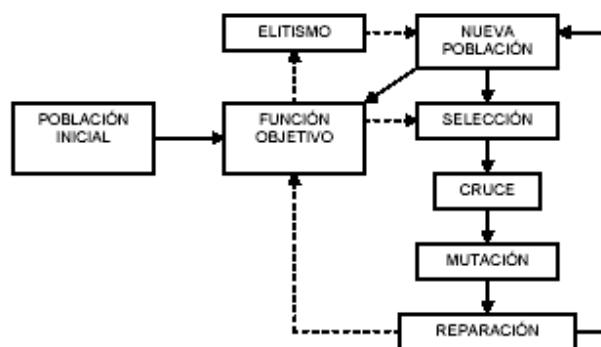 ELITISMO
NUEVA
POBLACIÓN
POBLACIÓN
INICIAL
FUNCIÓN
OBJETIVO
SELECCIÓN
CRUCE
MUTACIÓN
REPARACIÓN